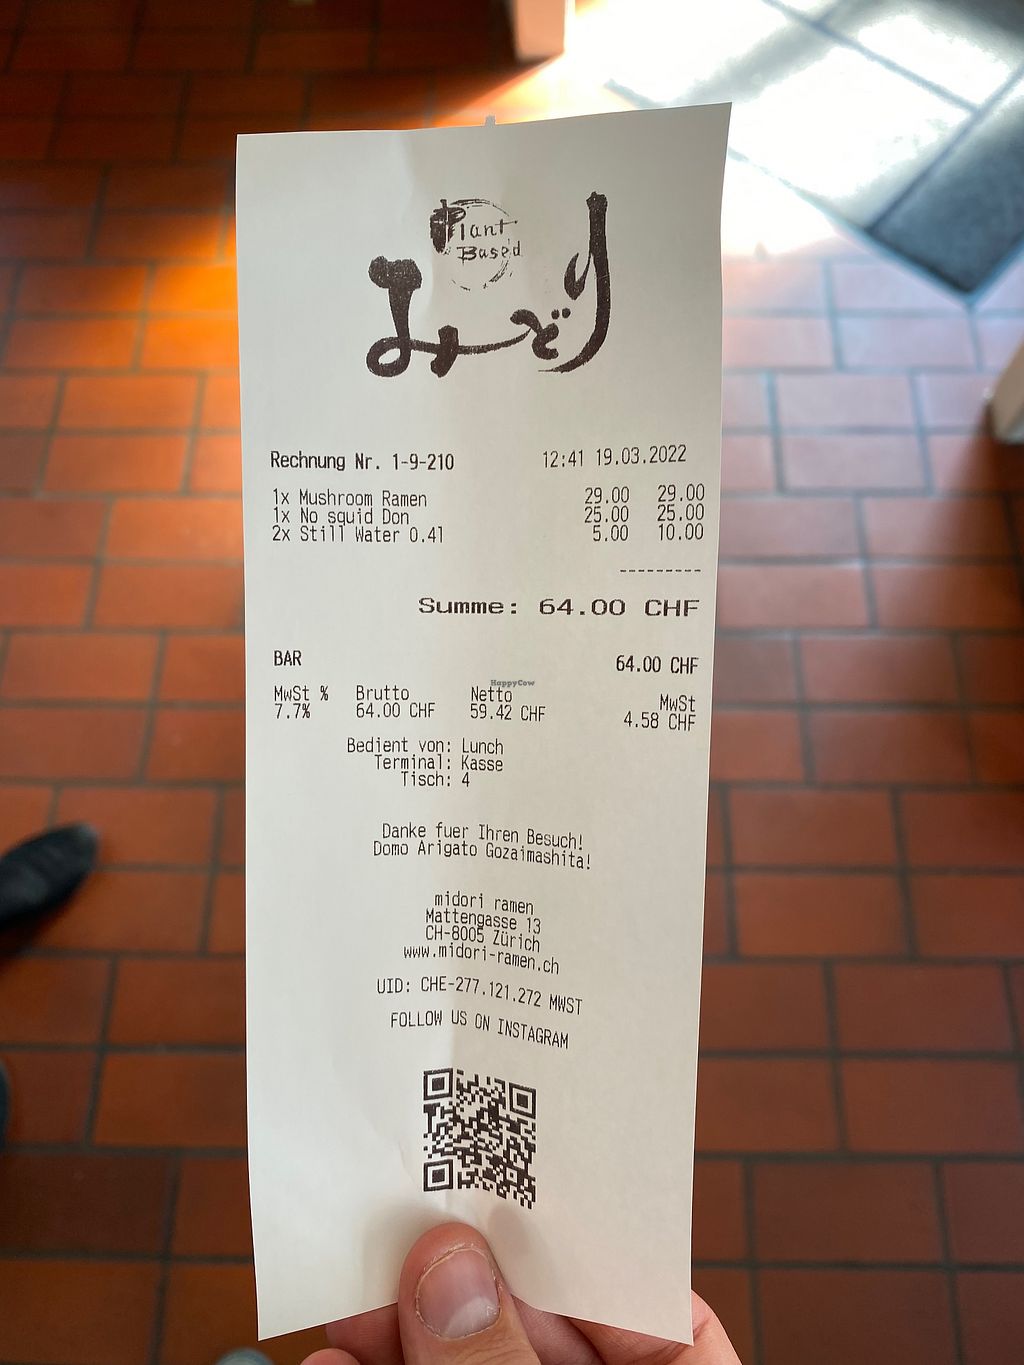 Plant
Based
みどり
Rechnung Nr. 1-9-210 12:41 19.03.2022
1x Mushroom Ramen 29.00 29.00
1x No squid Don 25.00 25.00
2x Still Water 0.4l 5.00 10.00
---------
Summe: 64.00 CHF
BAR 64.00 CHF
MwSt % Brutto Netto MwSt
7.7% 64.00 CHF 59.42 CHF 4.58 CHF
HappyCow
Bedient von: Lunch
Terminal: Kasse
Tisch: 4
Danke fuer Ihren Besuch!
Domo Arigato Gozaimashita!
midori ramen
Mattengasse 13
CH-8005 Zürich
www.midori-ramen.ch
UID: CHE-277.121.272 MWST
FOLLOW US ON INSTAGRAM